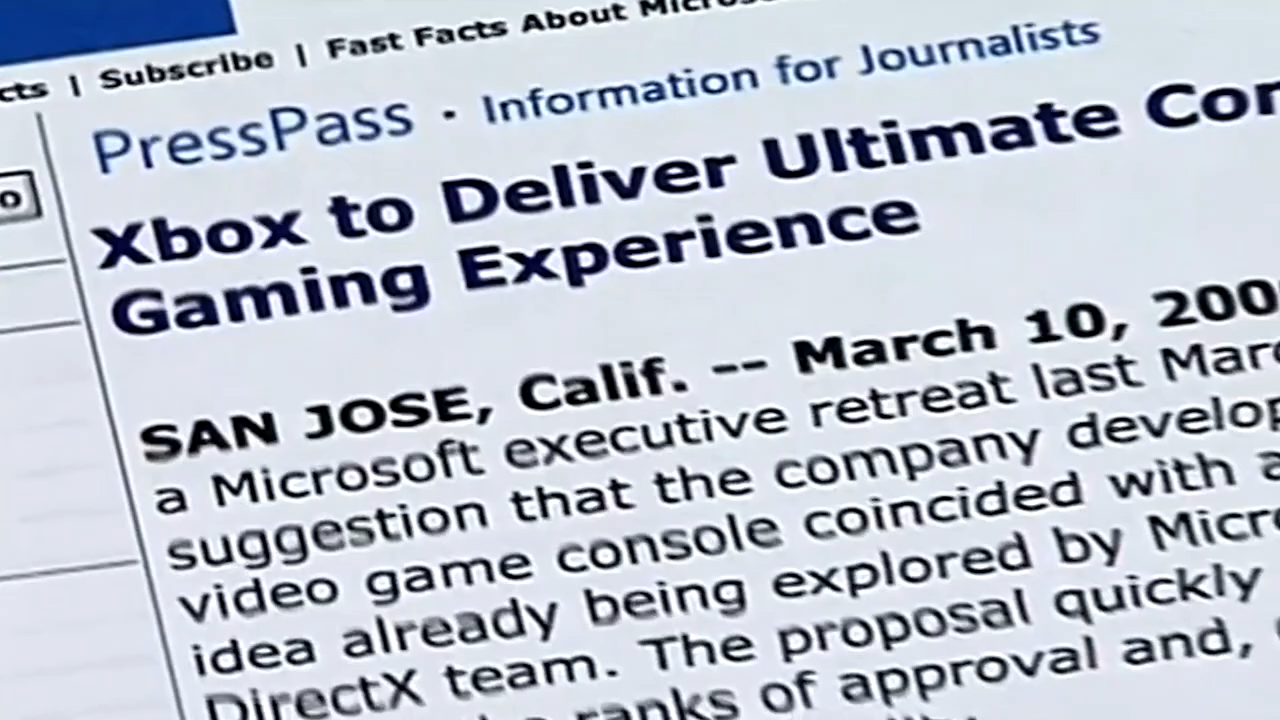 cts | Subscribe | Fast Facts About
PressPass · Information for Journalists
Xbox to Deliver Ultimate
Gaming Experience
SAN JOSE, Calif. -- March 10,
a Microsoft executive retreat last
suggestion that the company
video game console coincided with a
idea already being explored by
DirectX team. The proposal quickly
ranks of approval and,